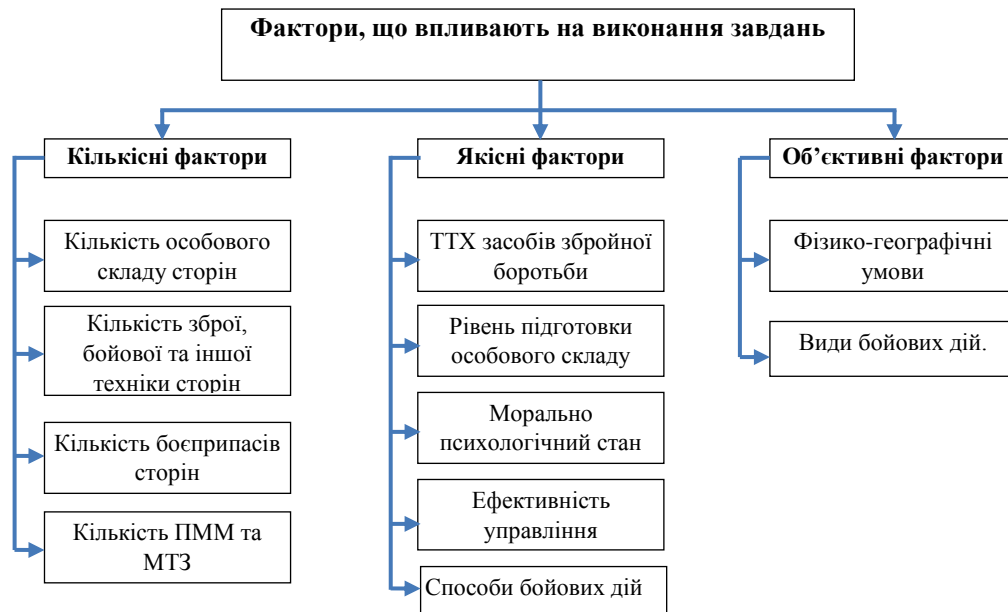 Фактори, що впливають на виконання завдань
Кількісні фактори
Кількість особового
складу сторін
Кількість зброї,
бойової та іншої
техніки сторін
Кількість боєприпасів
сторін
Кількість ПММ та
МТЗ
Якісні фактори
ТТХ засобів збройної
боротьби
Рівень підготовки
особового складу
Морально
психологічний стан
Ефективність
управління
Способи бойових дій
Об’єктивні фактори
Фізико-географічні
умови
Види бойових дій.